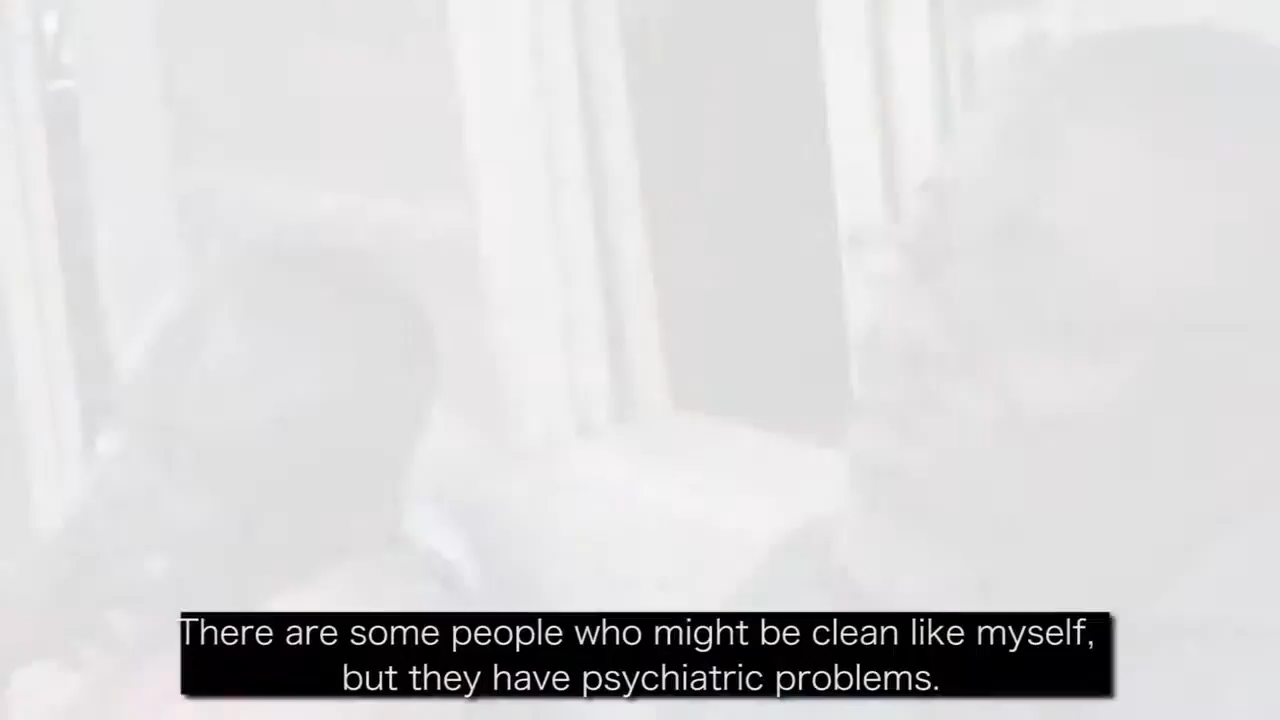 There are some people who might be clean like myself,
but they have psychiatric problems.